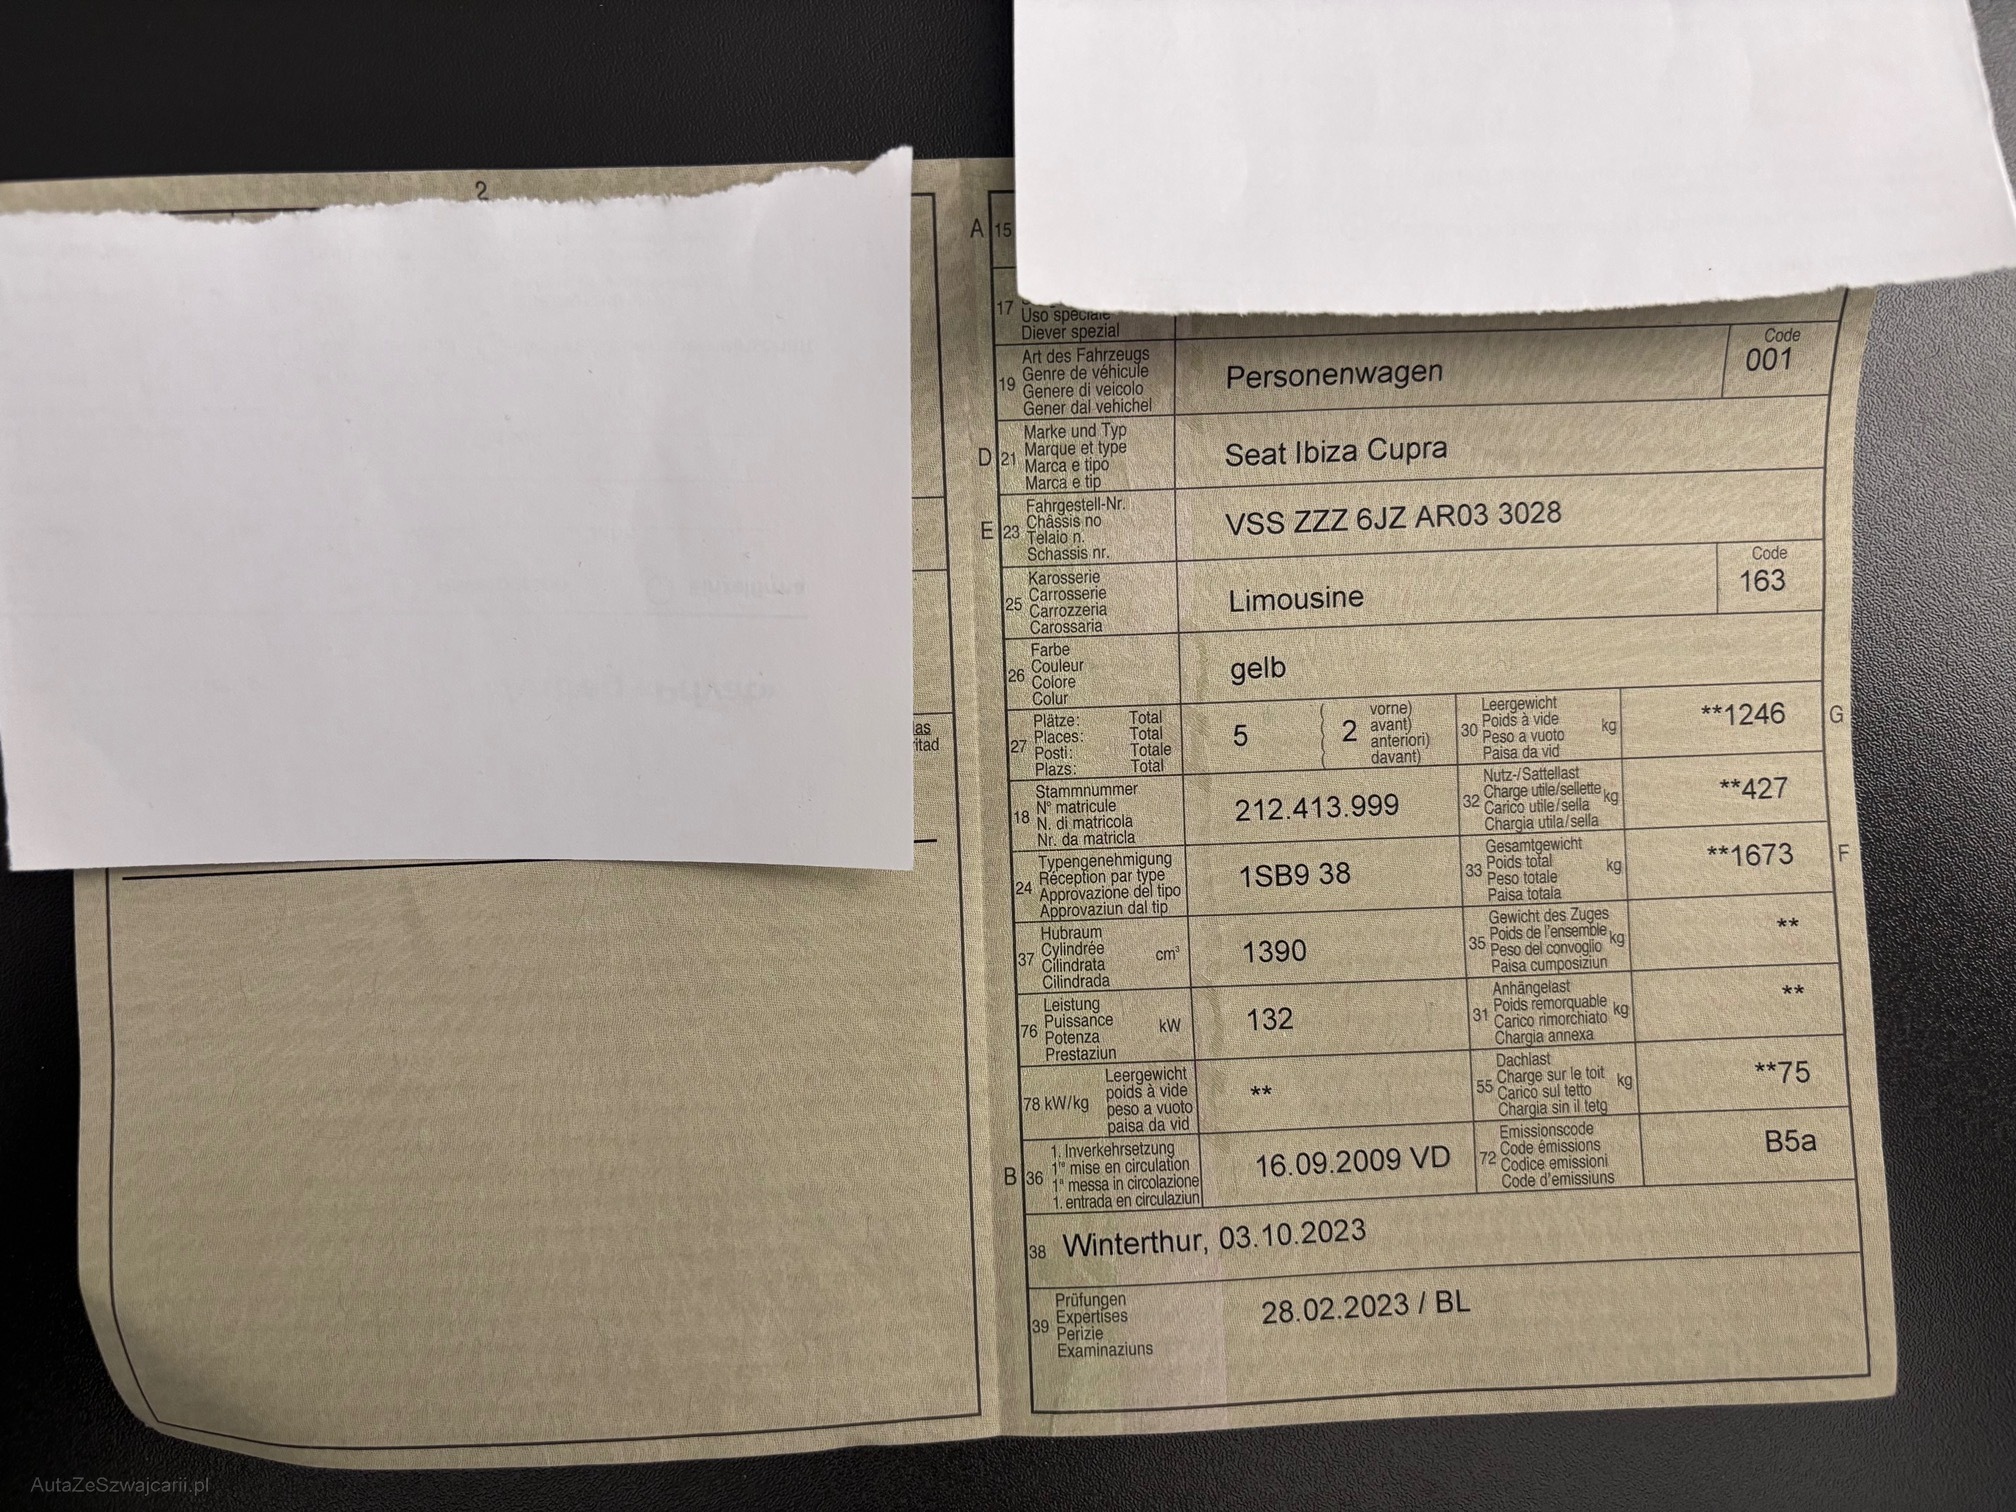 2
las
itad
A 15
17 Uso speciale
Diever spezial
19 Art des Fahrzeugs
Genre de véhicule
Genere di veicolo
Gener dal vehichel
Personenwagen
Code
001
D 21 Marke und Typ
Marque et type
Marca e tipo
Marca e tip
Seat Ibiza Cupra
E 23 Fahrgestell-Nr.
Châssis no
Telaio n.
Schassis nr.
VSS ZZZ 6JZ AR03 3028
25 Karosserie
Carrosserie
Carrozzeria
Carossaria
Limousine
Code
163
26 Farbe
Couleur
Colore
Colur
gelb
27 Plätze: Total
Places: Total
Posti: Totale
Plazs: Total
5 ( 2 vorne)
avant)
anteriori)
davant)
30 Leergewicht
Poids à vide kg
Peso a vuoto
Paisa da vid
**1246 G
18 Stammnummer
N° matricule
N. di matricola
Nr. da matricla
212.413.999
32 Nutz-/Sattellast
Charge utile/sellette kg
Carico utile/sella
Chargia utila/sella
**427
24 Typengenehmigung
Réception par type
Approvazione del tipo
Approvaziun dal tip
1SB9 38
33 Gesamtgewicht
Poids total kg
Peso totale
Paisa totala
**1673 F
37 Hubraum
Cylindrée cm³
Cilindrata
Cilindrada
1390
35 Gewicht des Zuges
Poids de l'ensemble kg
Peso del convoglio
Paisa cumposiziun
**
76 Leistung
Puissance kW
Potenza
Prestaziun
132
31 Anhängelast
Poids remorquable kg
Carico rimorchiato
Chargia annexa
**
78 kW/kg Leergewicht
poids à vide
peso a vuoto
paisa da vid
**
55 Dachlast
Charge sur le toit kg
Carico sul tetto
Chargia sin il tetg
**75
B 36 1. Inverkehrsetzung
1re mise en circulation
1a messa in circolazione
1. entrada en circulaziun
16.09.2009 VD
72 Emissionscode
Code émissions
Codice emissioni
Code d'emissiuns
B5a
38 Winterthur, 03.10.2023
39 Prüfungen
Expertises
Perizie
Examinaziuns
28.02.2023 / BL
AutaZeSzwajcarii.pl